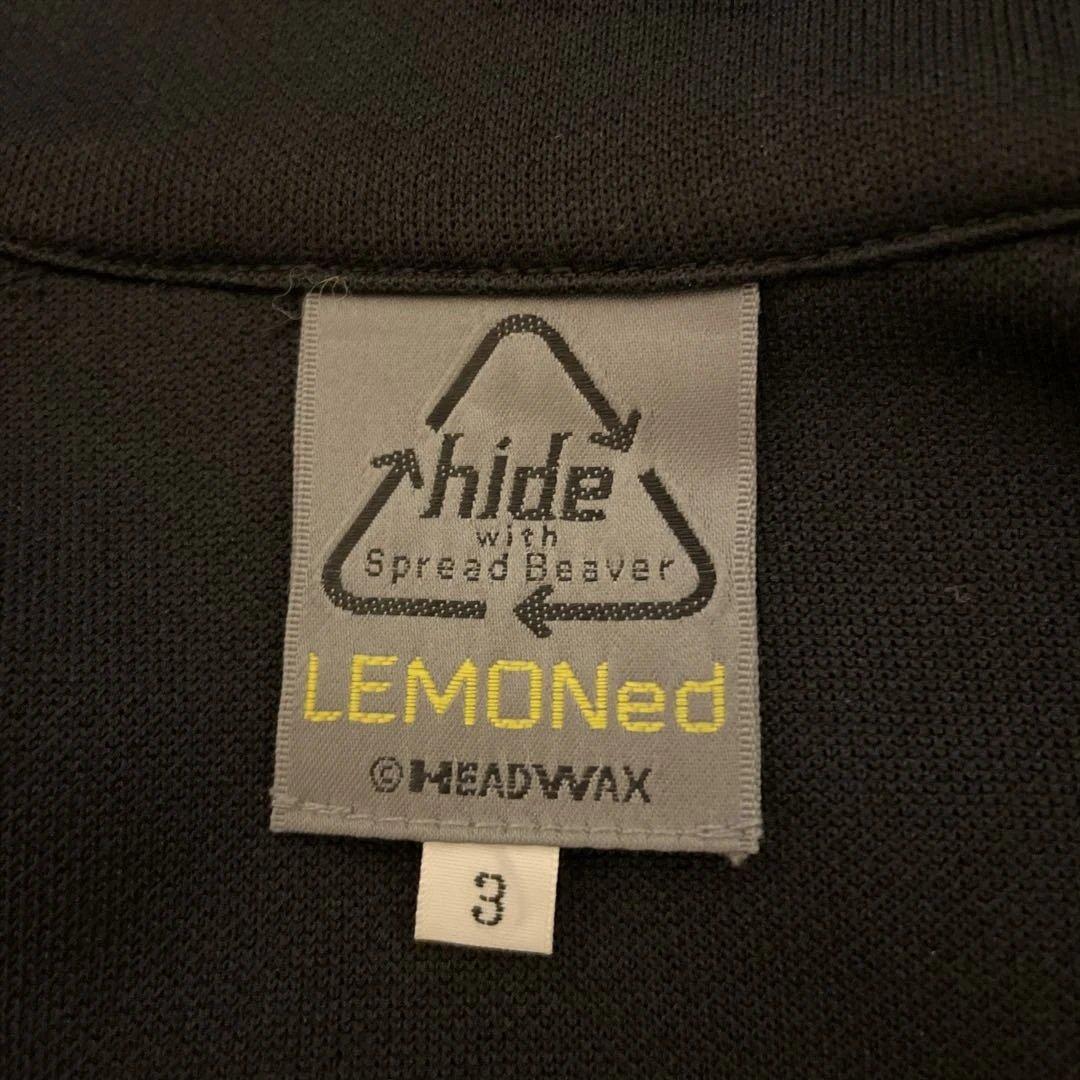 hide
with
Spread Beaver
LEMONed
©HEADWAX
3